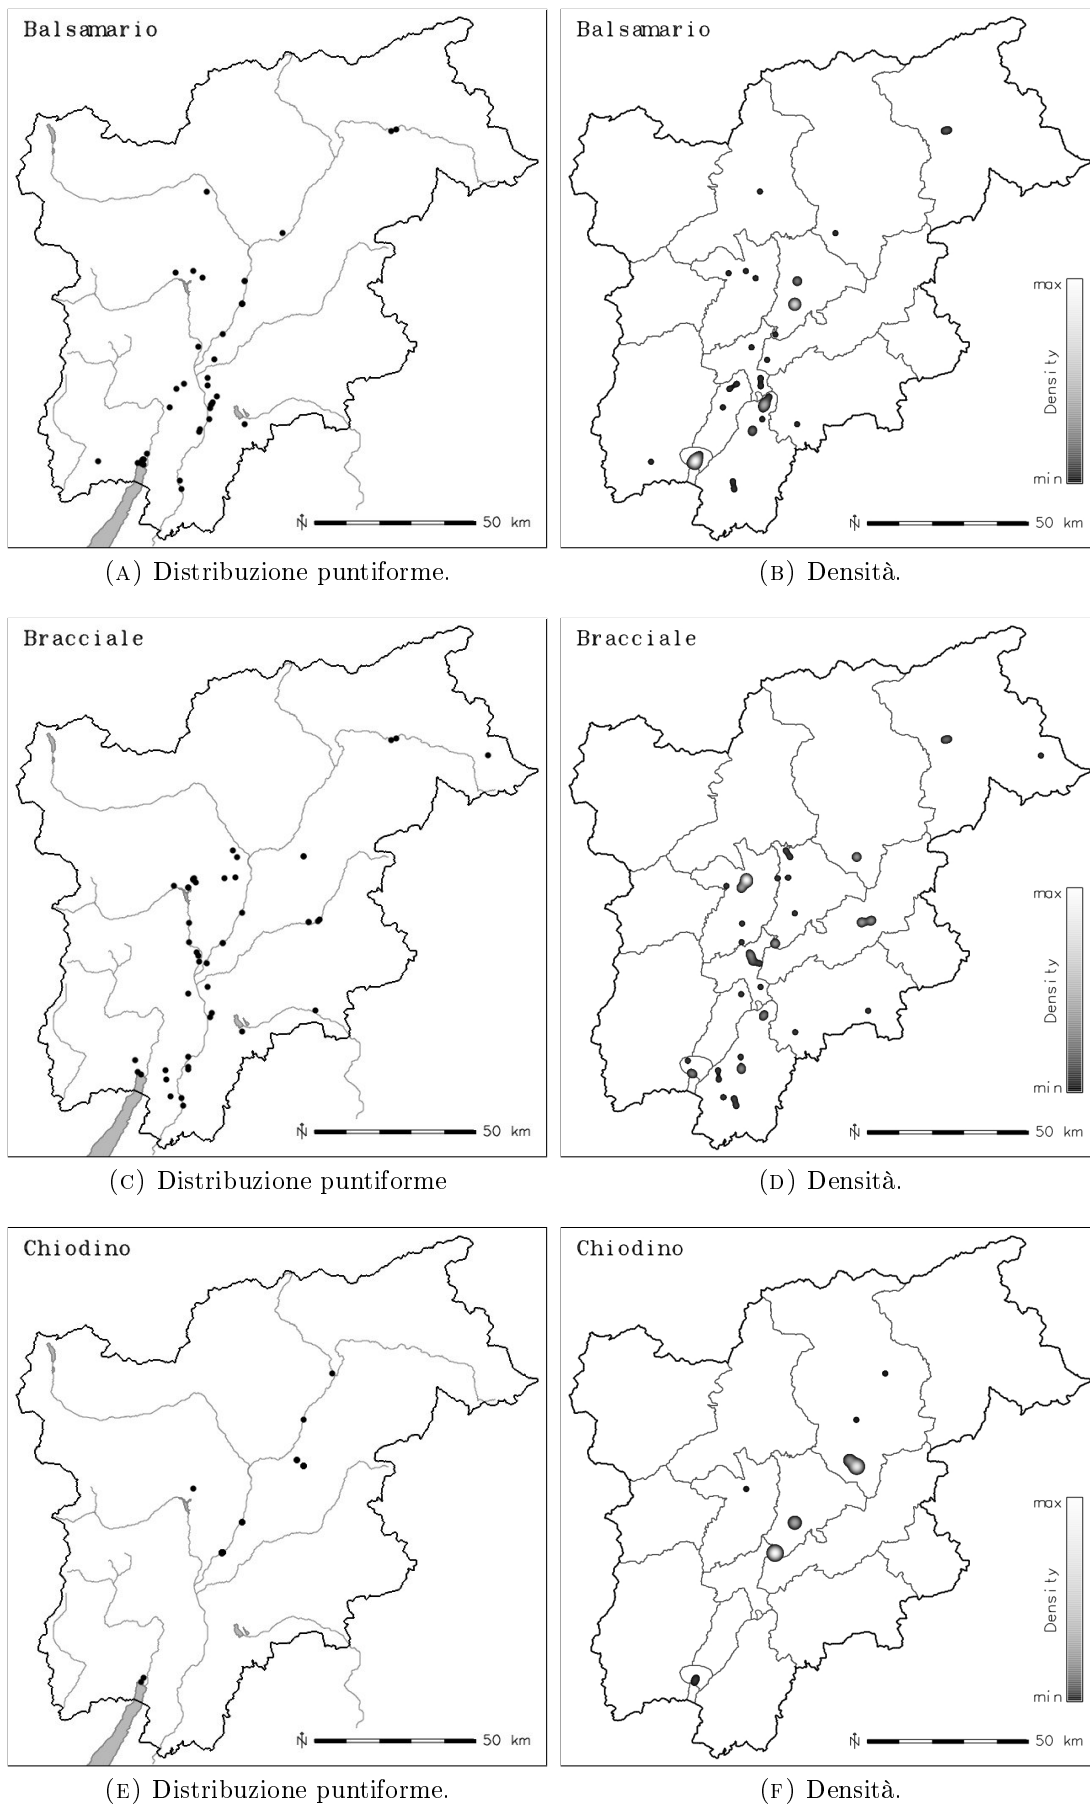 Balsamario
N 50 km
(A) Distribuzione puntiforme.
Balsamario
max
Density
min
N 50 km
(B) Densità.
Bracciale
N 50 km
(C) Distribuzione puntiforme
Bracciale
max
Density
min
N 50 km
(D) Densità.
Chiodino
N 50 km
(E) Distribuzione puntiforme.
Chiodino
max
Density
min
N 50 km
(F) Densità.